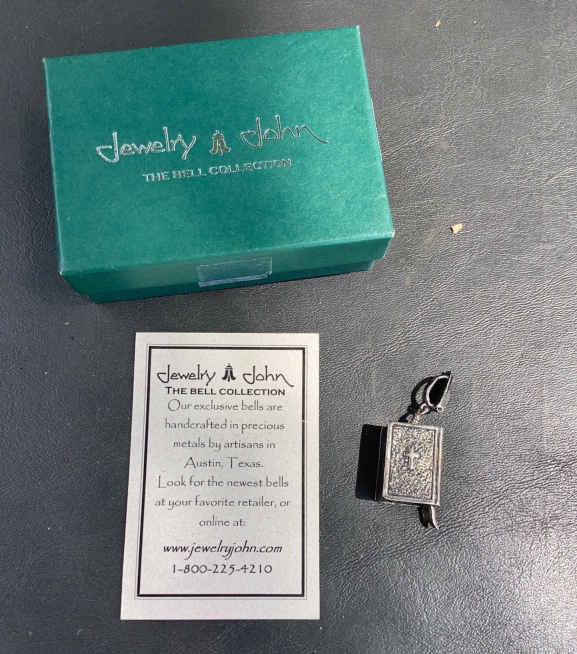 Jewelry John
THE BELL COLLECTION
Jewelry John
THE BELL COLLECTION
Our exclusive bells are
handcrafted in precious
metals by artisans in
Austin, Texas.
Look for the newest bells
at your favorite retailer, or
online at:
www.jewelryjohn.com
1-800-225-4210